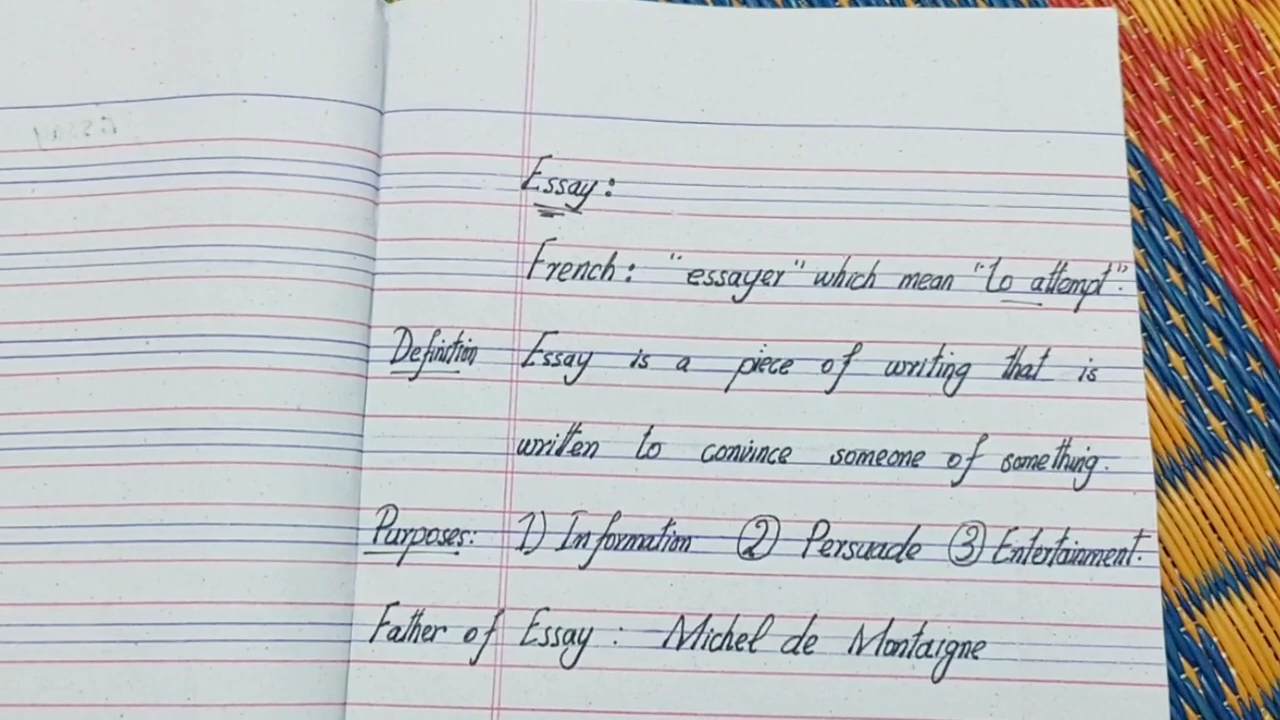 Essay:
French: "essayer" which mean "to attempt".
Definition Essay is a piece of writing that is
written to convince someone of something.
Purposes: 1) Information ② Persuade ③ Entertainment.
Father of Essay : Michel de Montaigne